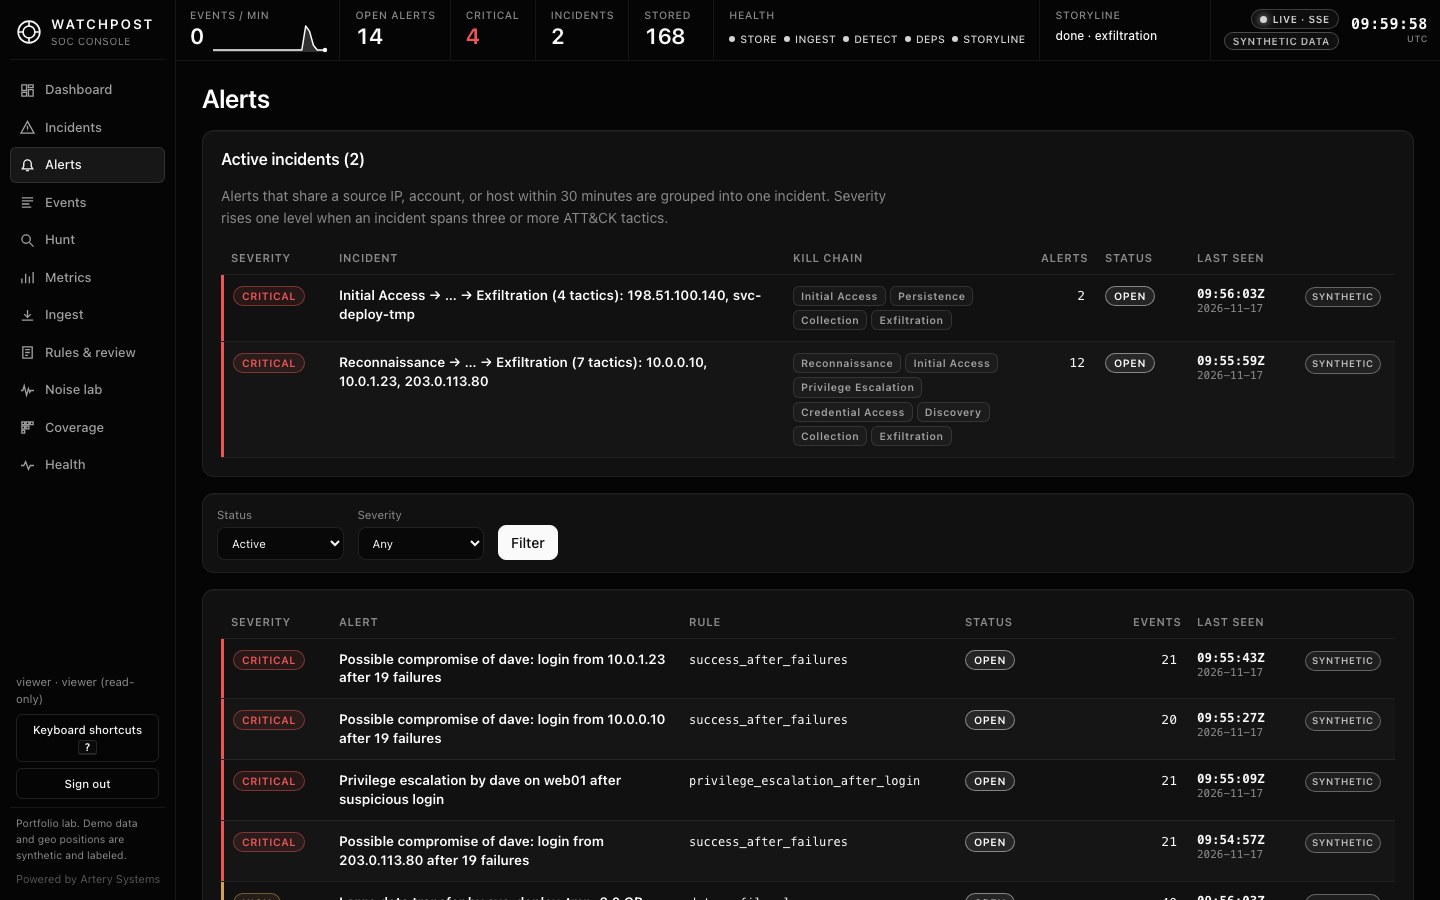 WATCHPOST
SOC CONSOLE
Dashboard
Incidents
Alerts
Events
Hunt
Metrics
Ingest
Rules & review
Noise lab
Coverage
Health
viewer · viewer (read-
only)
Keyboard shortcuts
?
Sign out
Portfolio lab. Demo data
and geo positions are
synthetic and labeled.
Powered by Artery Systems
EVENTS / MIN
0
OPEN ALERTS
14
CRITICAL
4
INCIDENTS
2
STORED
168
HEALTH
STORE INGEST DETECT DEPS STORYLINE
STORYLINE
done · exfiltration
LIVE · SSE
SYNTHETIC DATA
09:59:58
UTC
Alerts
Active incidents (2)
Alerts that share a source IP, account, or host within 30 minutes are grouped into one incident. Severity
rises one level when an incident spans three or more ATT&CK tactics.
SEVERITY INCIDENT KILL CHAIN ALERTS STATUS LAST SEEN
CRITICAL Initial Access → ... → Exfiltration (4 tactics): 198.51.100.140, svc- Initial Access Persistence 2 OPEN 09:56:03Z SYNTHETIC
deploy-tmp Collection Exfiltration 2026-11-17
CRITICAL Reconnaissance → ... → Exfiltration (7 tactics): 10.0.0.10, Reconnaissance Initial Access 12 OPEN 09:55:59Z SYNTHETIC
10.0.1.23, 203.0.113.80 Privilege Escalation 2026-11-17
Credential Access Discovery
Collection Exfiltration
Status Severity
Active Any Filter
SEVERITY ALERT RULE STATUS EVENTS LAST SEEN
CRITICAL Possible compromise of dave: login from 10.0.1.23 success_after_failures OPEN 21 09:55:43Z SYNTHETIC
after 19 failures 2026-11-17
CRITICAL Possible compromise of dave: login from 10.0.0.10 success_after_failures OPEN 20 09:55:27Z SYNTHETIC
after 19 failures 2026-11-17
CRITICAL Privilege escalation by dave on web01 after privilege_escalation_after_login OPEN 21 09:55:09Z SYNTHETIC
suspicious login 2026-11-17
CRITICAL Possible compromise of dave: login from success_after_failures OPEN 21 09:54:57Z SYNTHETIC
203.0.113.80 after 19 failures 2026-11-17